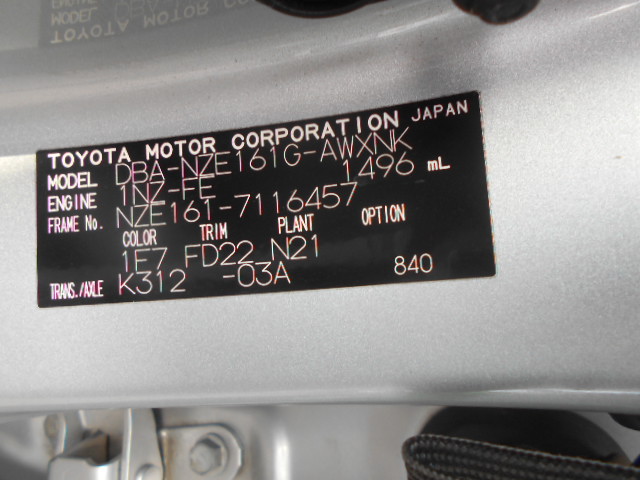 TOYOTA MOTOR CORPORATION JAPAN
MODEL DBA-NZE161G-AWXNK
ENGINE 1NZ-FE 1496 mL
FRAME No. NZE161-7116457
COLOR TRIM PLANT OPTION
1F7 FD22 N21
TRANS./AXLE K312 -03A 840